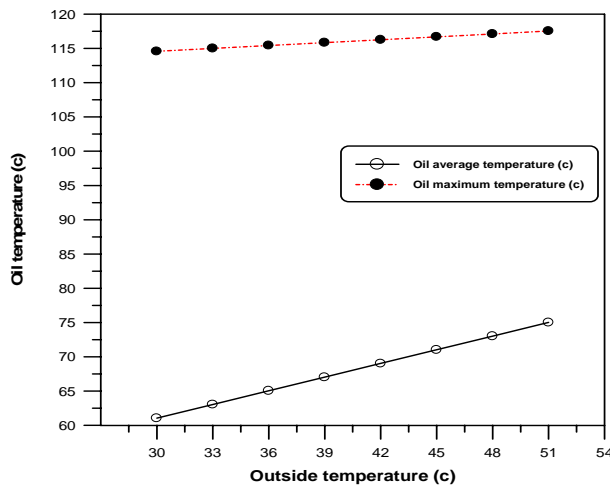 120
115
110
105
100
95
90
85
80
75
70
65
60
Oil temperature (c)
Oil average temperature (c)
Oil maximum temperature (c)
30 33 36 39 42 45 48 51 54
Outside temperature (c)